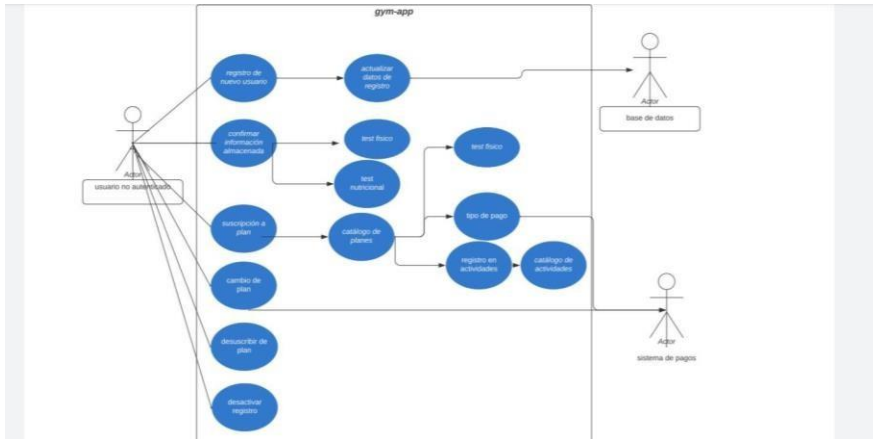 gym-app
registro de
nuevo usuario
actualizar
datos de
registro
Actor
base de datos
confirmar
información
almacenada
test físico
test físico
test
nutricional
Actor
usuario no autenticado
suscripción a
plan
catálogo de
planes
tipo de pago
registro en
actividades
catálogo de
actividades
cambio de
plan
Actor
sistema de pagos
desuscribir de
plan
desactivar
registro